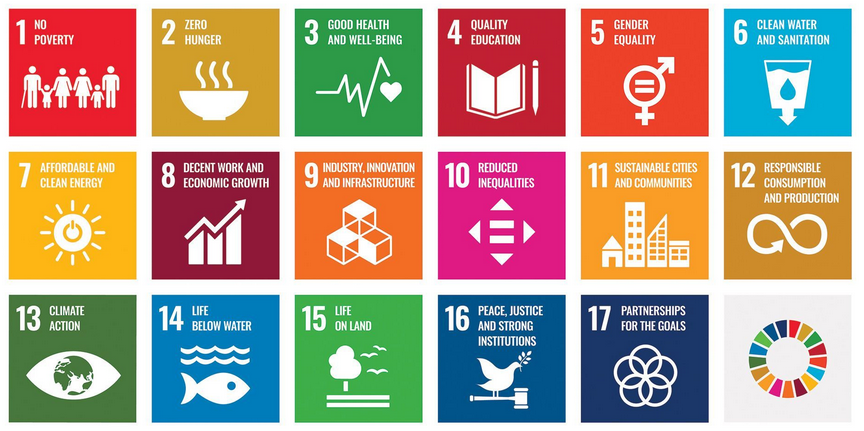 1 NO
POVERTY
2 ZERO
HUNGER
3 GOOD HEALTH
AND WELL-BEING
4 QUALITY
EDUCATION
5 GENDER
EQUALITY
6 CLEAN WATER
AND SANITATION
7 AFFORDABLE AND
CLEAN ENERGY
8 DECENT WORK AND
ECONOMIC GROWTH
9 INDUSTRY, INNOVATION
AND INFRASTRUCTURE
10 REDUCED
INEQUALITIES
11 SUSTAINABLE CITIES
AND COMMUNITIES
12 RESPONSIBLE
CONSUMPTION
AND PRODUCTION
13 CLIMATE
ACTION
14 LIFE
BELOW WATER
15 LIFE
ON LAND
16 PEACE, JUSTICE
AND STRONG
INSTITUTIONS
17 PARTNERSHIPS
FOR THE GOALS